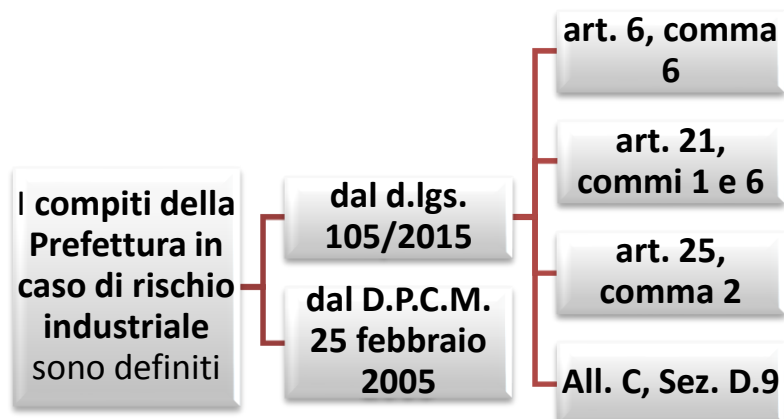 I compiti della
Prefettura in
caso di rischio
industriale
sono definiti
dal d.lgs.
105/2015
dal D.P.C.M.
25 febbraio
2005
art. 6, comma
6
art. 21,
commi 1 e 6
art. 25,
comma 2
All. C, Sez. D.9